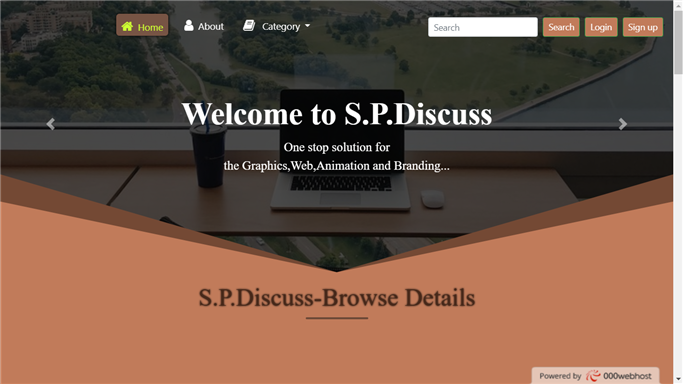 Home
About
Category
Search
Search
Login
Sign up
Welcome to S.P.Discuss
One stop solution for
the Graphics,Web,Animation and Branding...
S.P.Discuss-Browse Details
Powered by 000webhost